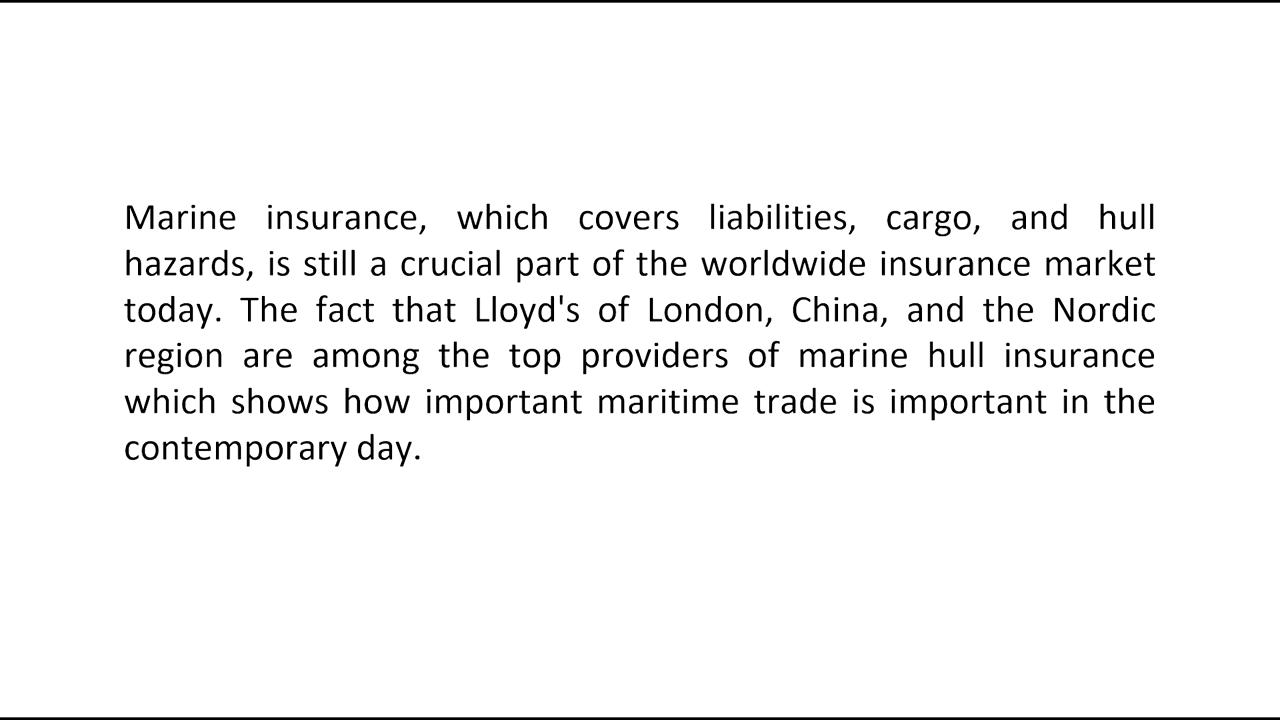 Marine insurance, which covers liabilities, cargo, and hull
hazards, is still a crucial part of the worldwide insurance market
today. The fact that Lloyd's of London, China, and the Nordic
region are among the top providers of marine hull insurance
which shows how important maritime trade is important in the
contemporary day.